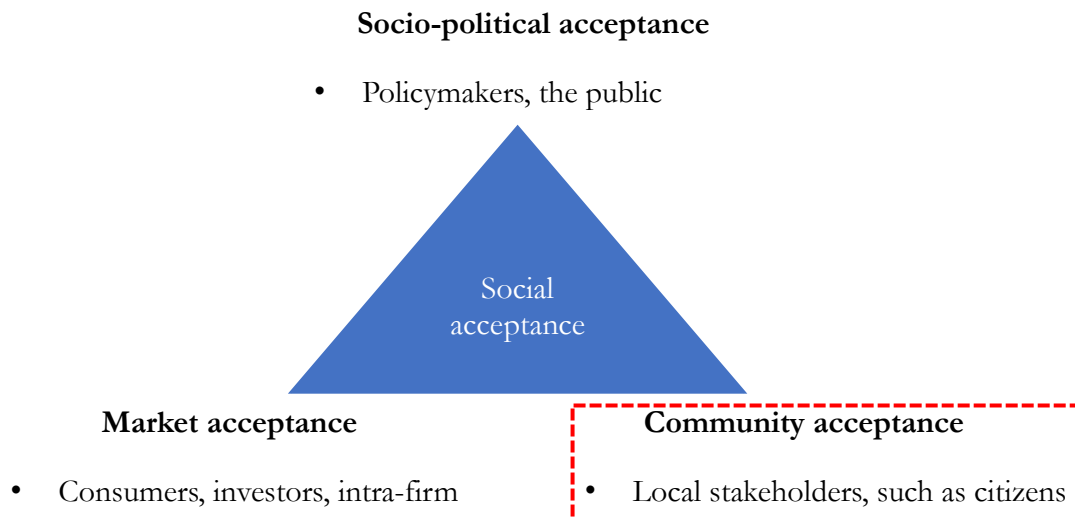 Socio-political acceptance
• Policymakers, the public
Social
acceptance
Market acceptance
• Consumers, investors, intra-firm
Community acceptance
• Local stakeholders, such as citizens